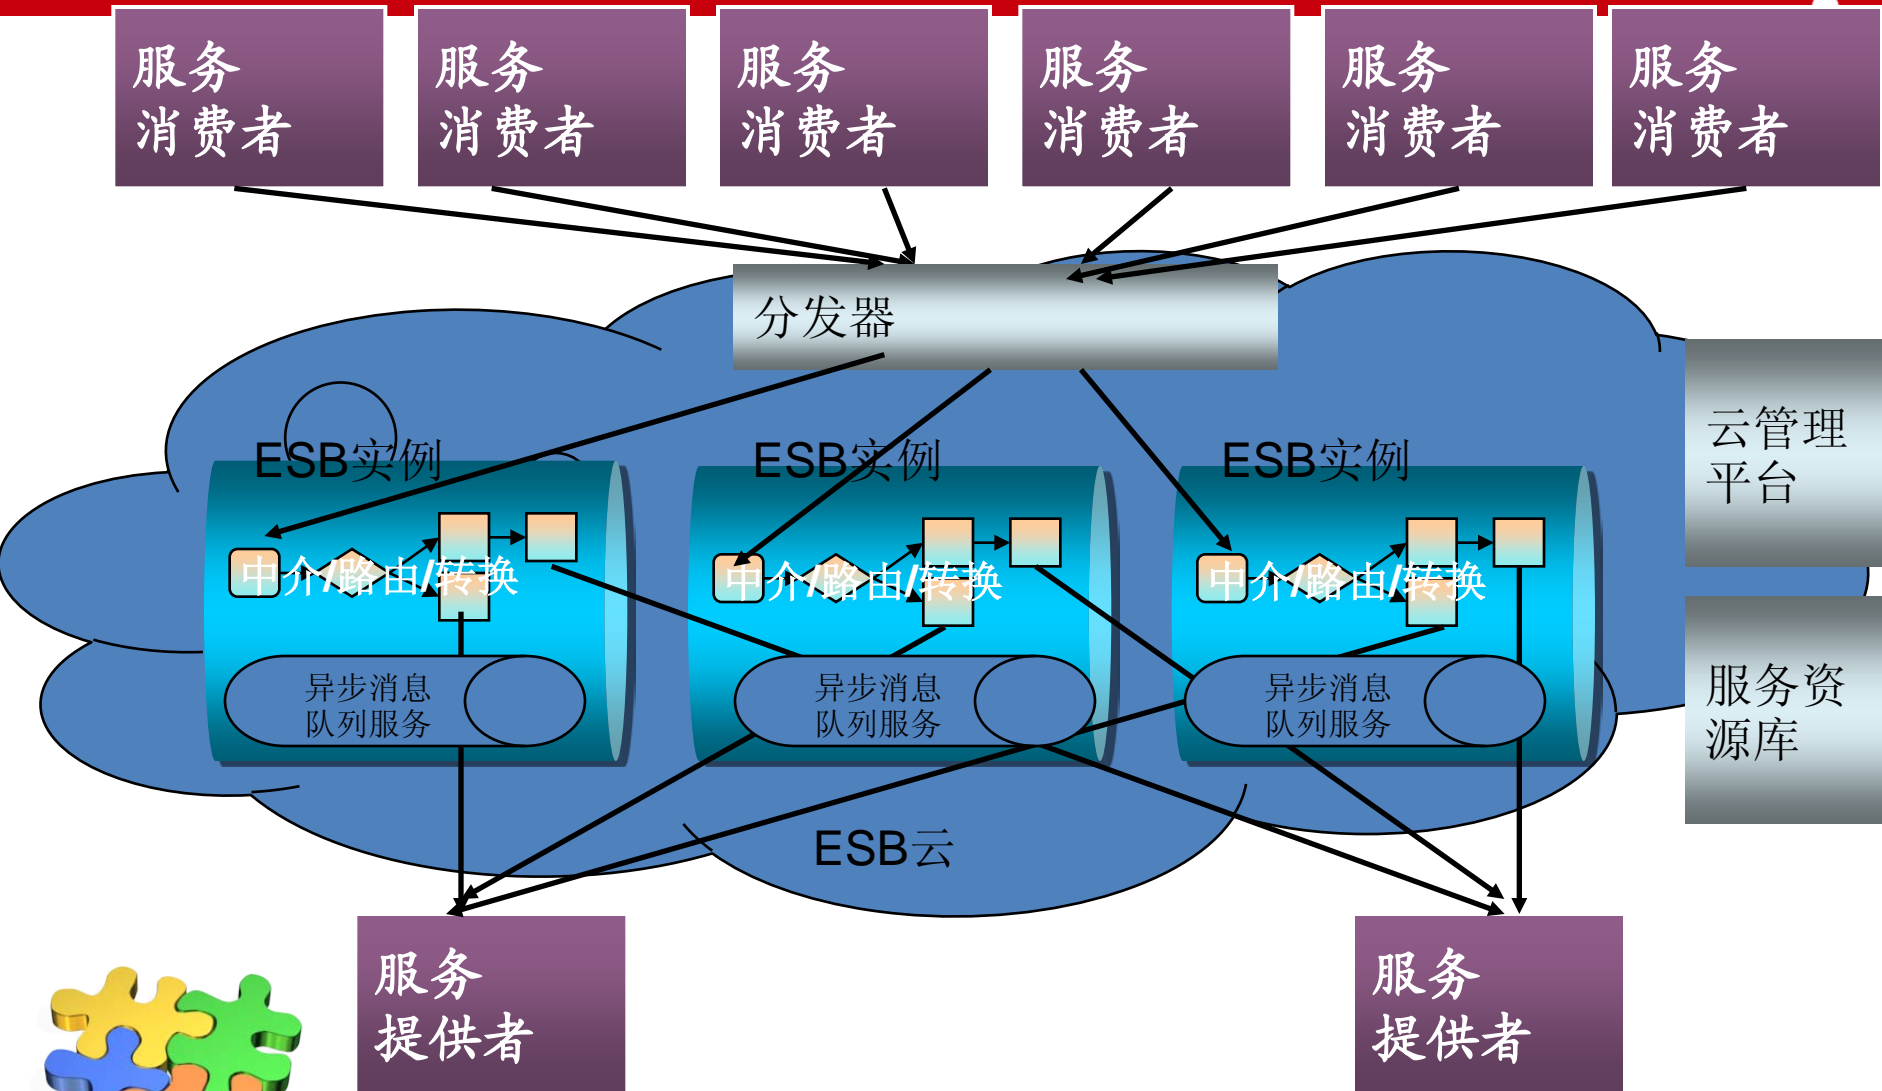 服务
消费者
服务
消费者
服务
消费者
服务
消费者
服务
消费者
服务
消费者
分发器
云管理
平台
ESB实例
ESB实例
ESB实例
中介/路由/转换
中介/路由/转换
中介/路由/转换
异步消息
队列服务
异步消息
队列服务
异步消息
队列服务
服务资
源库
ESB云
服务
提供者
服务
提供者